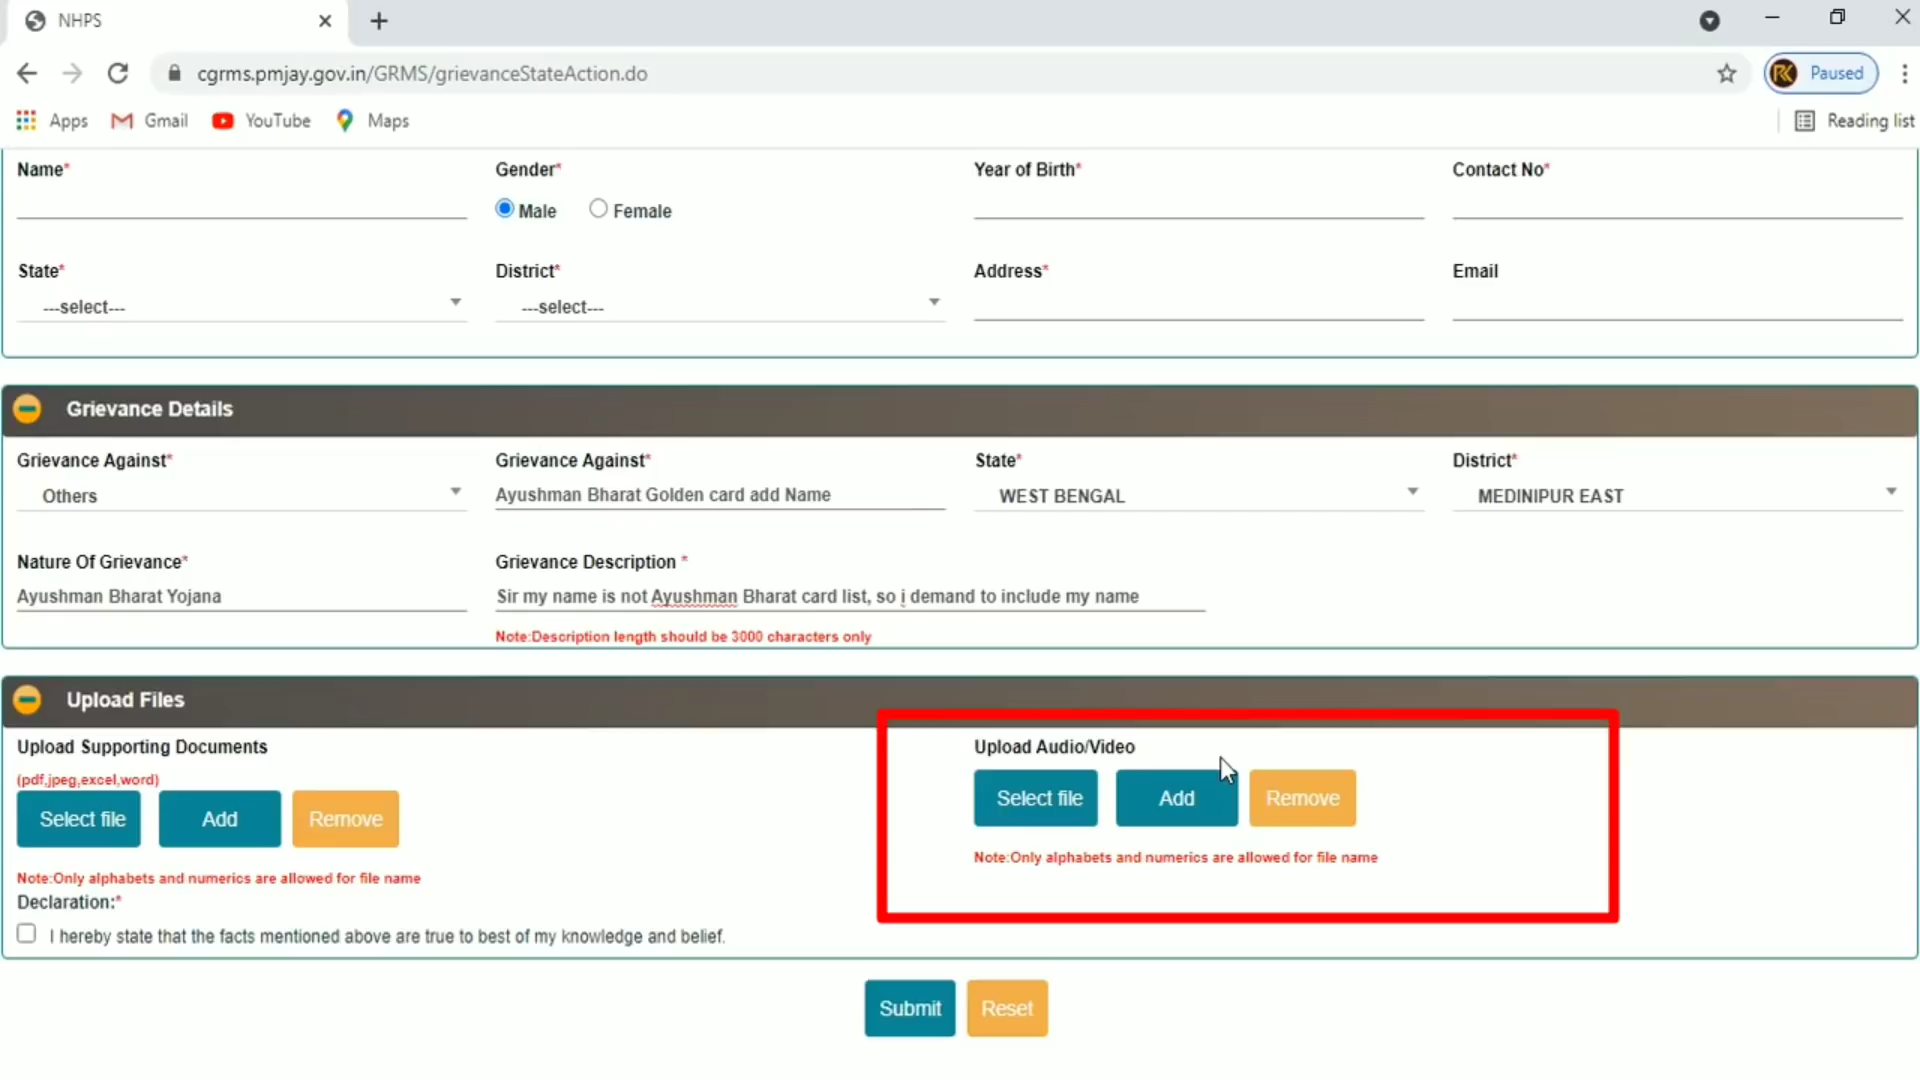 NHPS
cgrms.pmjay.gov.in/GRMS/grievanceStateAction.do
RK Paused
Apps Gmail YouTube Maps Reading list
Name* Gender* Year of Birth* Contact No*
Male Female
State* District* Address* Email
---select--- ---select---
Grievance Details
Grievance Against* Grievance Against* State* District*
Others Ayushman Bharat Golden card add Name WEST BENGAL MEDINIPUR EAST
Nature Of Grievance* Grievance Description *
Ayushman Bharat Yojana Sir my name is not Ayushman Bharat card list, so i demand to include my name
Note:Description length should be 3000 characters only
Upload Files
Upload Supporting Documents Upload Audio/Video
(pdf,jpeg,excel,word)
Select file Add Remove Select file Add Remove
Note:Only alphabets and numerics are allowed for file name Note:Only alphabets and numerics are allowed for file name
Declaration:*
I hereby state that the facts mentioned above are true to best of my knowledge and belief.
Submit Reset